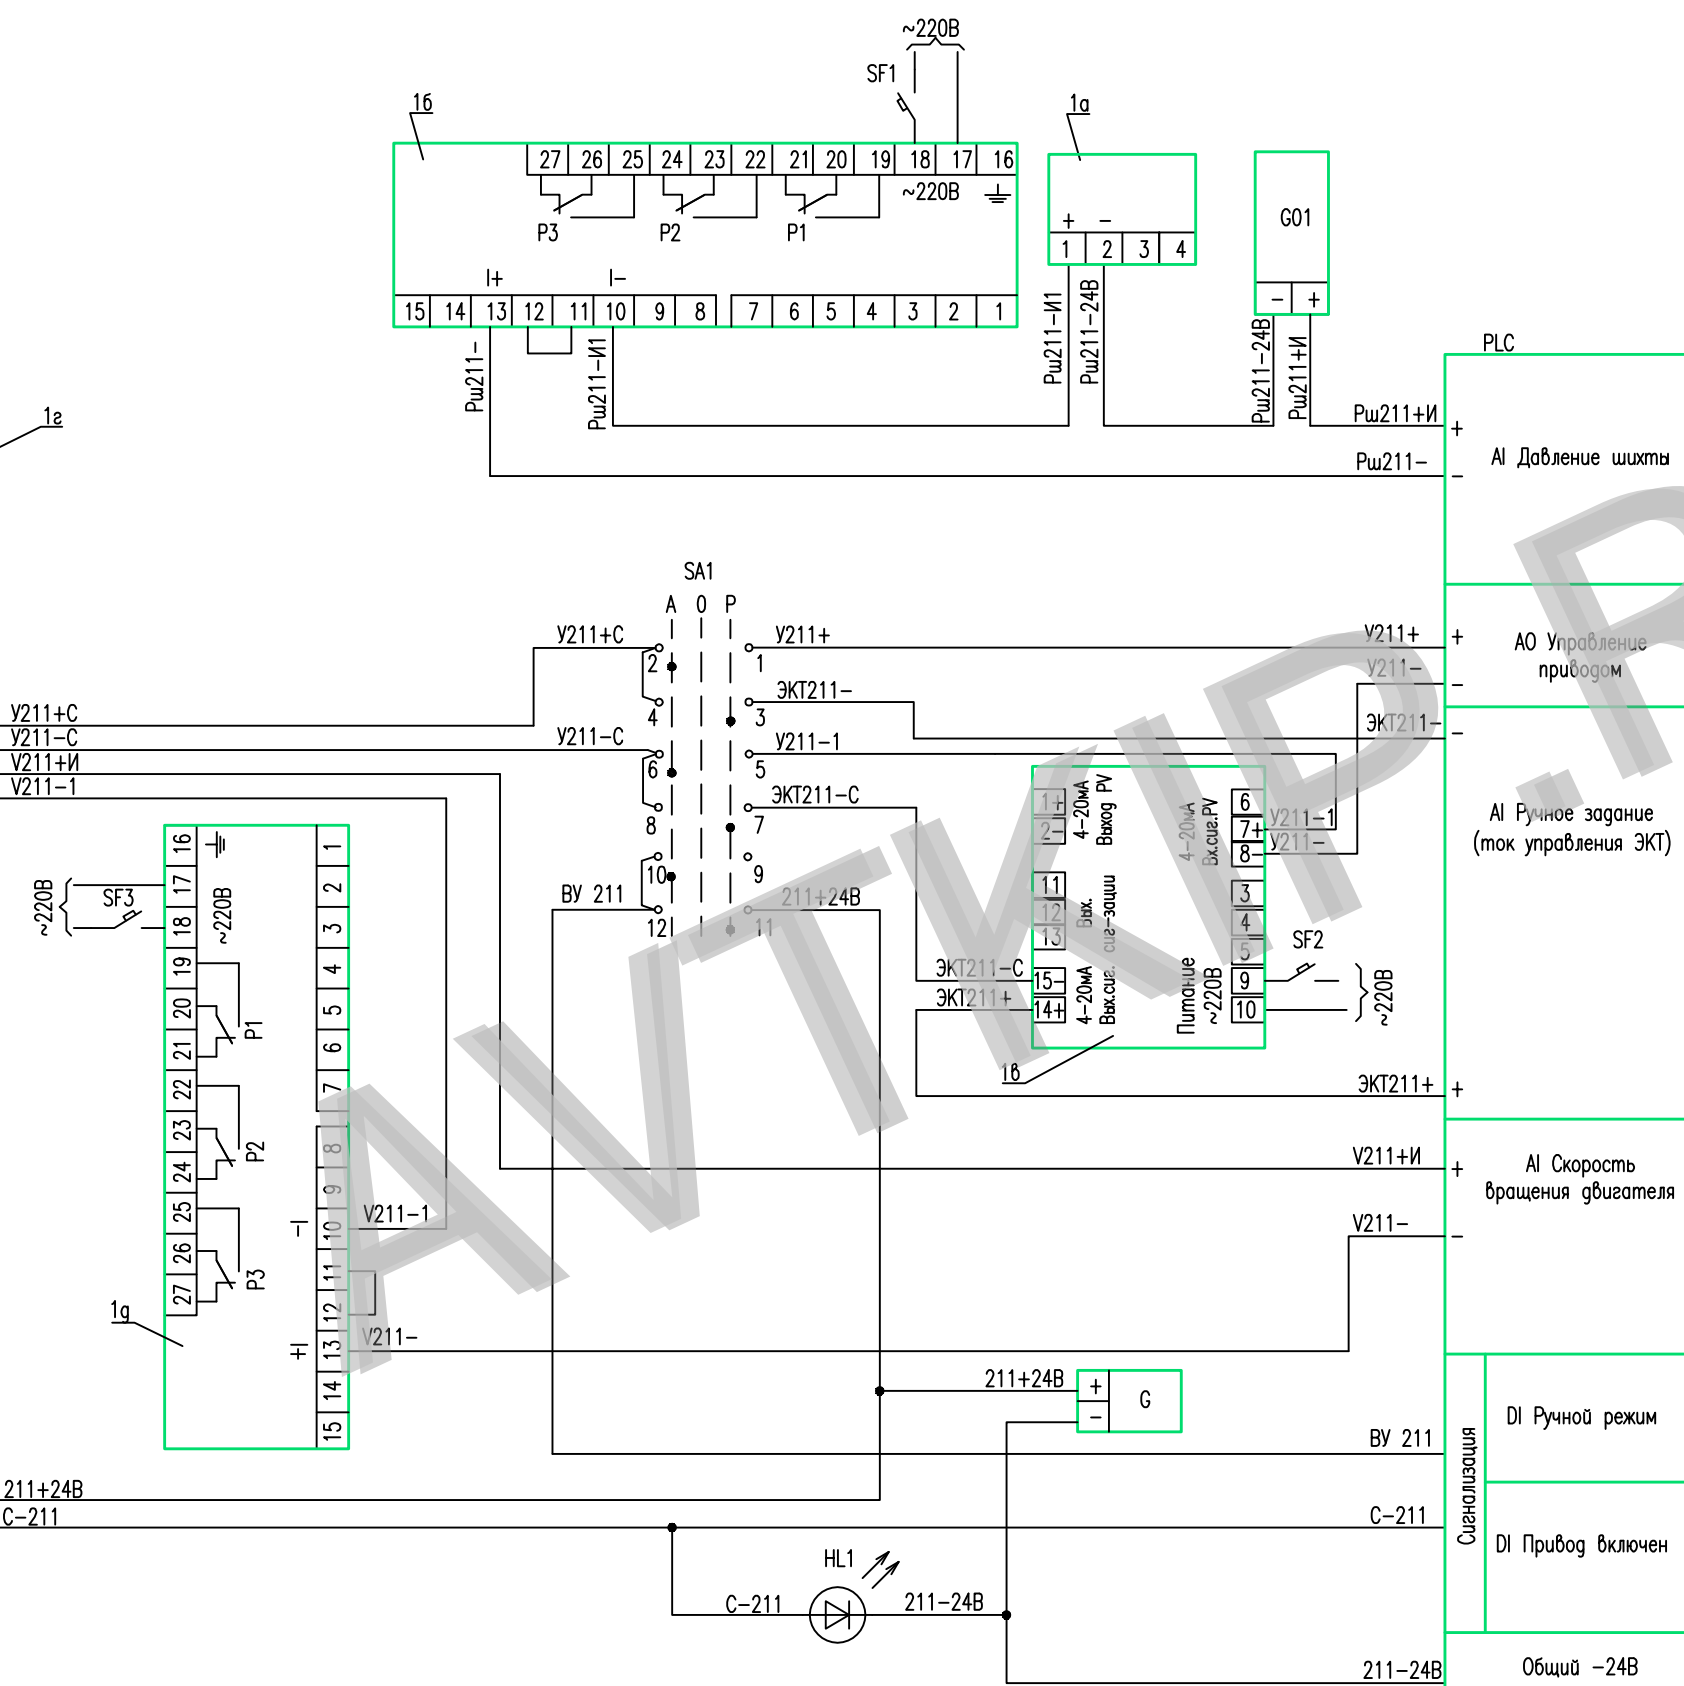 ~220В
SF1
1б
1а
27 26 25 24 23 22 21 20 19 18 17 16
~220В
P3 P2 P1
I+ I-
15 14 13 12 11 10 9 8 7 6 5 4 3 2 1
+ -
1 2 3 4
G01
- +
Рш211-
Рш211-И1
Рш211-И1
Рш211-24В
Рш211-24В
Рш211+И
PLC
1г
Рш211+И
+
AI Давление шихты
Рш211-
-
SA1
А 0 Р
У211+С
2
У211+
1
У211+
+
АО Управление
приводом
У211-
-
4
ЭКТ211-
3
ЭКТ211-
-
У211+С
У211-С
V211+И
V211-1
У211-С
6
У211-1
5
8
ЭКТ211-С
7
10
9
ВУ 211
12
211+24В
11
AI Ручное задание
(ток управления ЭКТ)
1+
2-
4-20мА
Выход PV
4-20мА
Вх.сиг.PV
6
7+
8-
У211-1
У211-
11
12
13
Вых.
сиг-зации
3
4
5
ЭКТ211-С
15-
ЭКТ211+
14+
4-20мА
Вых.сиг.
Питание
~220В
9
10
SF2
~220В
1в
ЭКТ211+
+
~220В
SF3
16
17
18
19
20
21
22
23
24
25
26
27
~220В
P1
P2
P3
1
2
3
4
5
6
7
8
9
10
11
12
13
14
15
I-
I+
1д
V211-1
V211-
V211+И
+
AI Скорость
вращения двигателя
V211-
-
211+24В
+
-
G
Сигнализация
DI Ручной режим
ВУ 211
211+24В
С-211
С-211
DI Привод включен
HL1
С-211
211-24В
211-24В
Общий -24В
AVTKIP.R